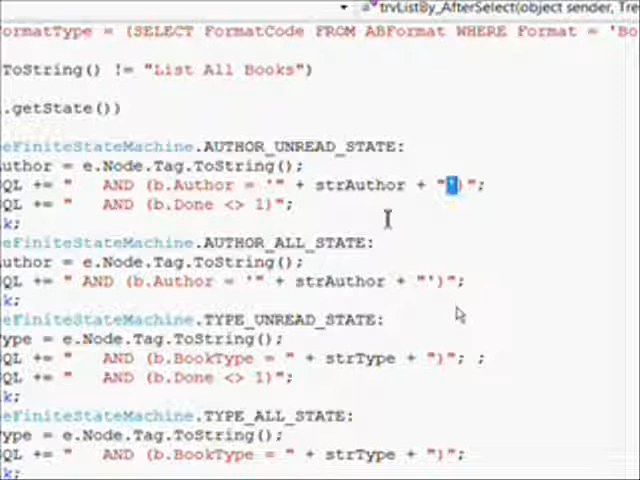 trvListBy_AfterSelect(object sender, Tre
ormatType = (SELECT FormatCode FROM ABFormat WHERE Format = 'Bo
ToString() != "List All Books")
.getState())
eFiniteStateMachine.AUTHOR_UNREAD_STATE:
uthor = e.Node.Tag.ToString();
QL += "   AND (b.Author = '" + strAuthor + "')";
QL += "   AND (b.Done <> 1)";
k;
eFiniteStateMachine.AUTHOR_ALL_STATE:
uthor = e.Node.Tag.ToString();
QL += " AND (b.Author = '" + strAuthor + "')";
k;
eFiniteStateMachine.TYPE_UNREAD_STATE:
ype = e.Node.Tag.ToString();
QL += "   AND (b.BookType = " + strType + ")"; ;
QL += "   AND (b.Done <> 1)";
k;
eFiniteStateMachine.TYPE_ALL_STATE:
ype = e.Node.Tag.ToString();
QL += "   AND (b.BookType = " + strType + ")";
k;